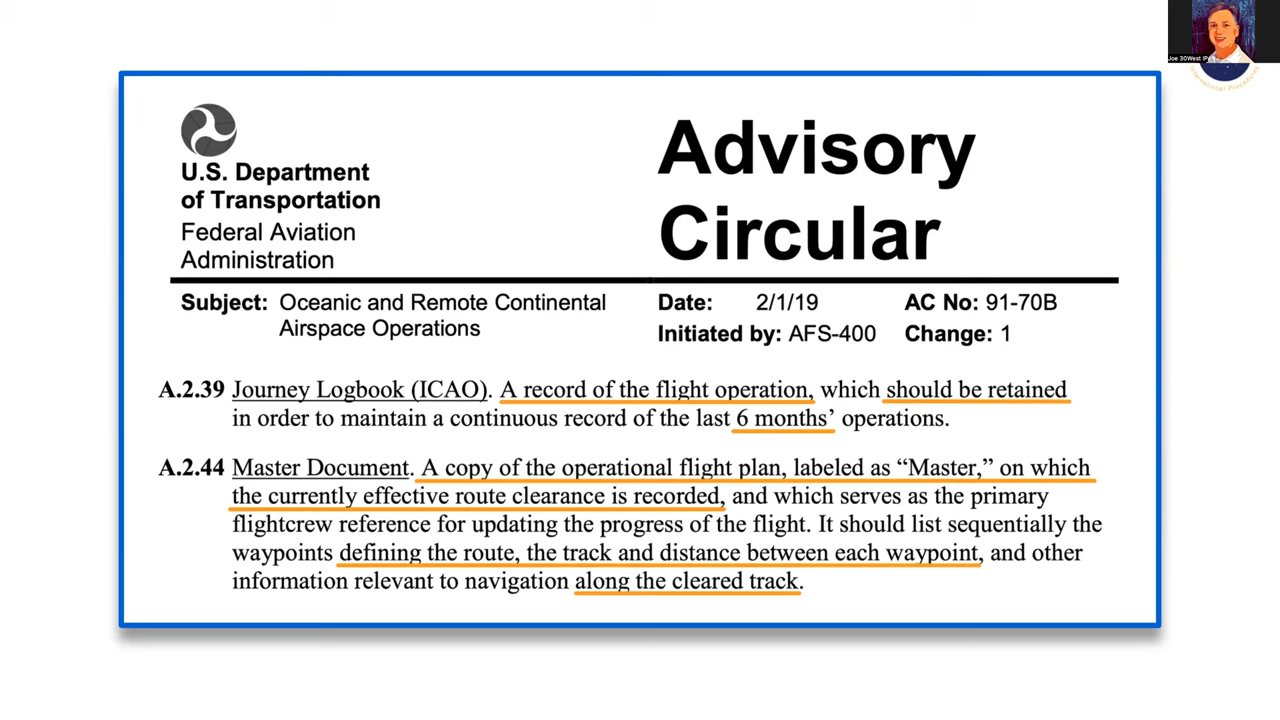 Joe 30West IP
International Procedures
U.S. Department
of Transportation
Federal Aviation
Administration
Advisory
Circular
Subject: Oceanic and Remote Continental
Airspace Operations
Date: 2/1/19
AC No: 91-70B
Initiated by: AFS-400
Change: 1
A.2.39 Journey Logbook (ICAO). A record of the flight operation, which should be retained
in order to maintain a continuous record of the last 6 months’ operations.
A.2.44 Master Document. A copy of the operational flight plan, labeled as “Master,” on which
the currently effective route clearance is recorded, and which serves as the primary
flightcrew reference for updating the progress of the flight. It should list sequentially the
waypoints defining the route, the track and distance between each waypoint, and other
information relevant to navigation along the cleared track.